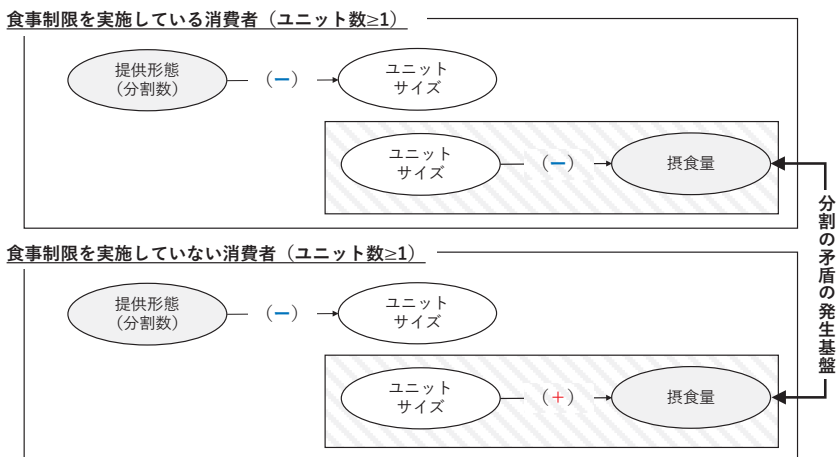 食事制限を実施している消費者（ユニット数≥1）
提供形態
（分割数）
（−）
ユニット
サイズ
ユニット
サイズ
（−）
摂食量
食事制限を実施していない消費者（ユニット数≥1）
提供形態
（分割数）
（−）
ユニット
サイズ
ユニット
サイズ
（+）
摂食量
分割の矛盾の発生基盤